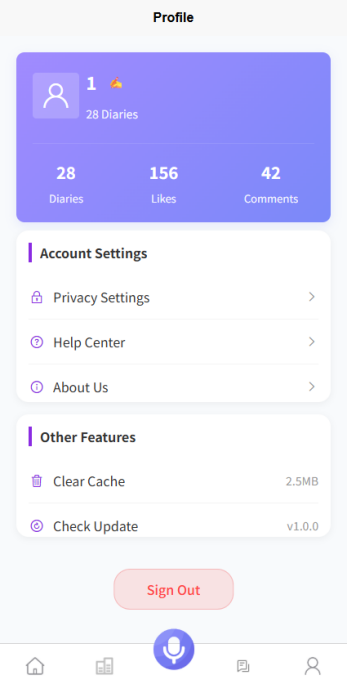 Profile
1 ✍
28 Diaries
28
156
42
Diaries
Likes
Comments
Account Settings
Privacy Settings
Help Center
About Us
Other Features
Clear Cache
2.5MB
Check Update
v1.0.0
Sign Out